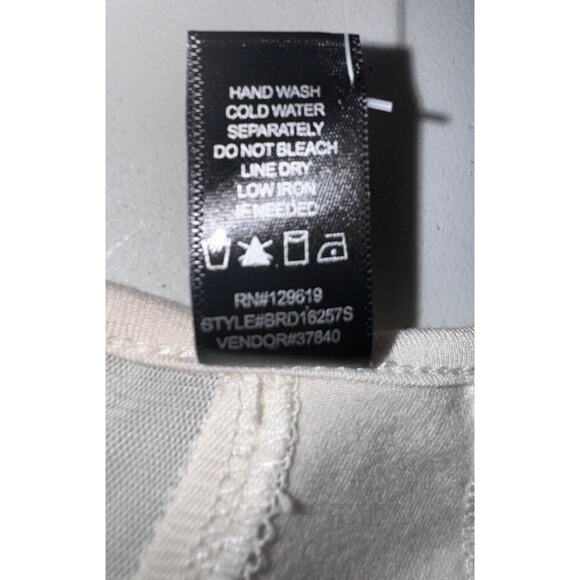 HAND WASH
COLD WATER
SEPARATELY
DO NOT BLEACH
LINE DRY
LOW IRON
IF NEEDED
RN#129619
STYLE#BRD16257S
VENDOR#37840